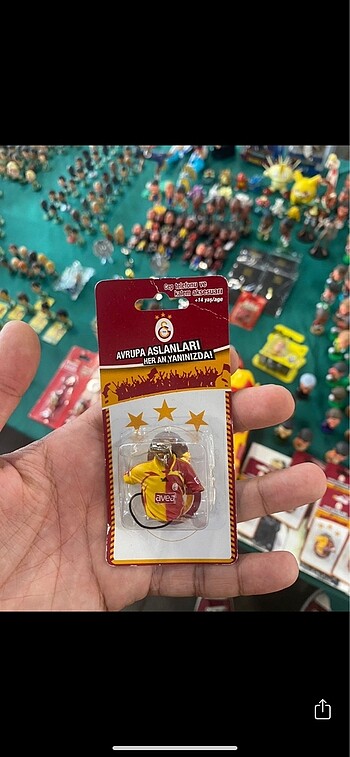 Cep telefonu ve
kalem aksesuarı
+14 yaş/age
AVRUPA ASLANLARI
HER AN YANINIZDA!
avea